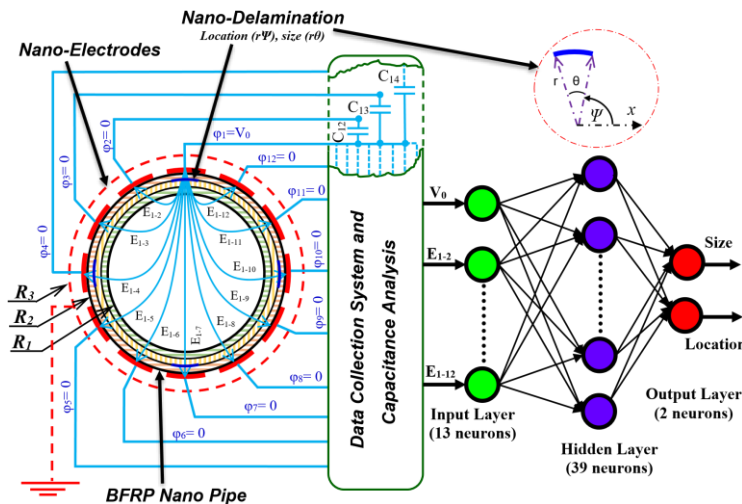 Nano-Delamination
Location (rΨ), size (rθ)
Nano-Electrodes
C14
C13
C12
φ1=V0
φ2= 0
φ3= 0
φ4= 0
φ5= 0
φ6= 0
φ7= 0
φ8= 0
φ9= 0
φ10= 0
φ11= 0
φ12= 0
E1-2
E1-3
E1-4
E1-5
E1-6
E1-7
E1-8
E1-9
E1-10
E1-11
E1-12
R3
R2
R1
BFRP Nano Pipe
Data Collection System and
Capacitance Analysis
r
θ
Ψ
x
V0
E1-2
E1-12
Input Layer
(13 neurons)
Hidden Layer
(39 neurons)
Output Layer
(2 neurons)
Size
Location